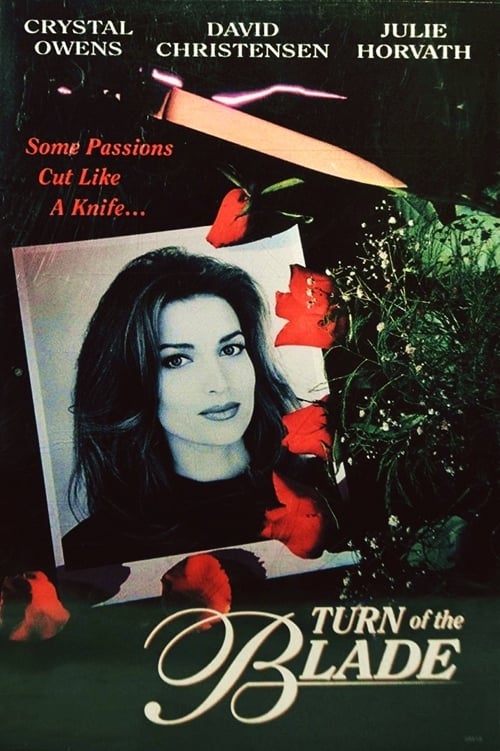 CRYSTAL OWENS
DAVID CHRISTENSEN
JULIE HORVATH
Some Passions
Cut Like
A Knife...
TURN of the
BLADE